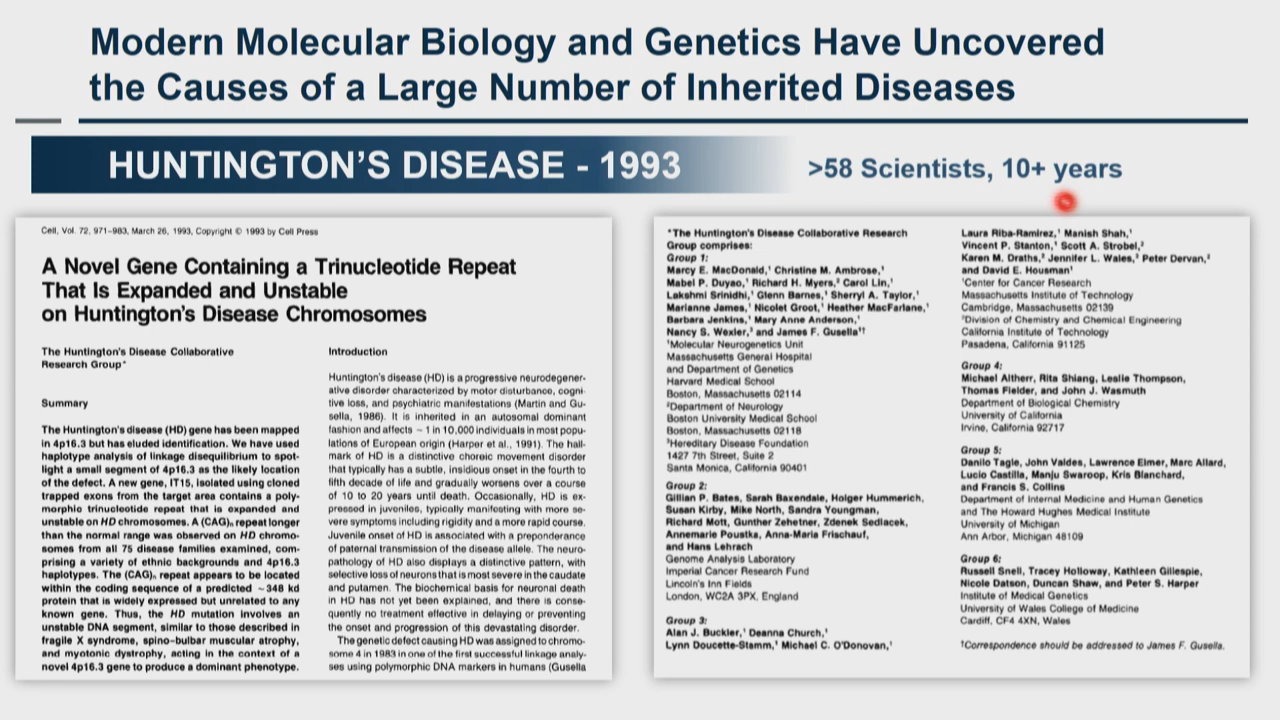 Modern Molecular Biology and Genetics Have Uncovered
the Causes of a Large Number of Inherited Diseases
HUNTINGTON'S DISEASE - 1993
>58 Scientists, 10+ years
Cell, Vol. 72, 971-983, March 26, 1993, Copyright © 1993 by Cell Press
A Novel Gene Containing a Trinucleotide Repeat
That Is Expanded and Unstable
on Huntington's Disease Chromosomes
The Huntington's Disease Collaborative
Research Group*
Summary
The Huntington's disease (HD) gene has been mapped
in 4p16.3 but has eluded identification. We have used
haplotype analysis of linkage disequilibrium to spot-
light a small segment of 4p16.3 as the likely location
of the defect. A new gene, IT15, isolated using cloned
trapped exons from the target area contains a poly-
morphic trinucleotide repeat that is expanded and
unstable on HD chromosomes. A (CAG)n repeat longer
than the normal range was observed on HD chromo-
somes from all 75 disease families examined, com-
prising a variety of ethnic backgrounds and 4p16.3
haplotypes. The (CAG)n repeat appears to be located
within the coding sequence of a predicted ~348 kd
protein that is widely expressed but unrelated to any
known gene. Thus, the HD mutation involves an
unstable DNA segment, similar to those described in
fragile X syndrome, spino-bulbar muscular atrophy,
and myotonic dystrophy, acting in the context of a
novel 4p16.3 gene to produce a dominant phenotype.
Introduction
Huntington's disease (HD) is a progressive neurodegener-
ative disorder characterized by motor disturbance, cogni-
tive loss, and psychiatric manifestations (Martin and Gu-
sella, 1986). It is inherited in an autosomal dominant
fashion and affects ~1 in 10,000 individuals in most popu-
lations of European origin (Harper et al., 1991). The hall-
mark of HD is a distinctive choreic movement disorder
that typically has a subtle, insidious onset in the fourth to
fifth decade of life and gradually worsens over a course
of 10 to 20 years until death. Occasionally, HD is ex-
pressed in juveniles, typically manifesting with more se-
vere symptoms including rigidity and a more rapid course.
Juvenile onset of HD is associated with a preponderance
of paternal transmission of the disease allele. The neuro-
pathology of HD also displays a distinctive pattern, with
selective loss of neurons that is most severe in the caudate
and putamen. The biochemical basis for neuronal death
in HD has not yet been explained, and there is conse-
quently no treatment effective in delaying or preventing
the onset and progression of this devastating disorder.
The genetic defect causing HD was assigned to chromo-
some 4 in 1983 in one of the first successful linkage analy-
ses using polymorphic DNA markers in humans (Gusella
*The Huntington's Disease Collaborative Research
Group comprises:
Group 1:
Marcy E. MacDonald,¹ Christine M. Ambrose,¹
Mabel P. Duyao,¹ Richard H. Myers,² Carol Lin,¹
Lakshmi Srinidhi,¹ Glenn Barnes,¹ Sherryl A. Taylor,¹
Marianne James,¹ Nicolet Groot,¹ Heather MacFarlane,¹
Barbara Jenkins,¹ Mary Anne Anderson,¹
Nancy S. Wexler,³ and James F. Gusella¹†
¹Molecular Neurogenetics Unit
Massachusetts General Hospital
and Department of Genetics
Harvard Medical School
Boston, Massachusetts 02114
²Department of Neurology
Boston University Medical School
Boston, Massachusetts 02118
³Hereditary Disease Foundation
1427 7th Street, Suite 2
Santa Monica, California 90401
Group 2:
Gillian P. Bates, Sarah Baxendale, Holger Hummerich,
Susan Kirby, Mike North, Sandra Youngman,
Richard Mott, Gunther Zehetner, Zdenek Sedlacek,
Annemarie Poustka, Anna-Maria Frischauf,
and Hans Lehrach
Genome Analysis Laboratory
Imperial Cancer Research Fund
Lincoln's Inn Fields
London, WC2A 3PX, England
Group 3:
Alan J. Buckler,¹ Deanna Church,¹
Lynn Doucette-Stamm,¹ Michael C. O'Donovan,¹
Laura Riba-Ramirez,¹ Manish Shah,¹
Vincent P. Stanton,¹ Scott A. Strobel,²
Karen M. Draths,² Jennifer L. Wales,² Peter Dervan,²
and David E. Housman¹
¹Center for Cancer Research
Massachusetts Institute of Technology
Cambridge, Massachusetts 02139
²Division of Chemistry and Chemical Engineering
California Institute of Technology
Pasadena, California 91125
Group 4:
Michael Altherr, Rita Shiang, Leslie Thompson,
Thomas Fielder, and John J. Wasmuth
Department of Biological Chemistry
University of California
Irvine, California 92717
Group 5:
Danilo Tagle, John Valdes, Lawrence Elmer, Marc Allard,
Lucio Castilla, Manju Swaroop, Kris Blanchard,
and Francis S. Collins
Department of Internal Medicine and Human Genetics
and The Howard Hughes Medical Institute
University of Michigan
Ann Arbor, Michigan 48109
Group 6:
Russell Snell, Tracey Holloway, Kathleen Gillespie,
Nicole Datson, Duncan Shaw, and Peter S. Harper
Institute of Medical Genetics
University of Wales College of Medicine
Cardiff, CF4 4XN, Wales
†Correspondence should be addressed to James F. Gusella.